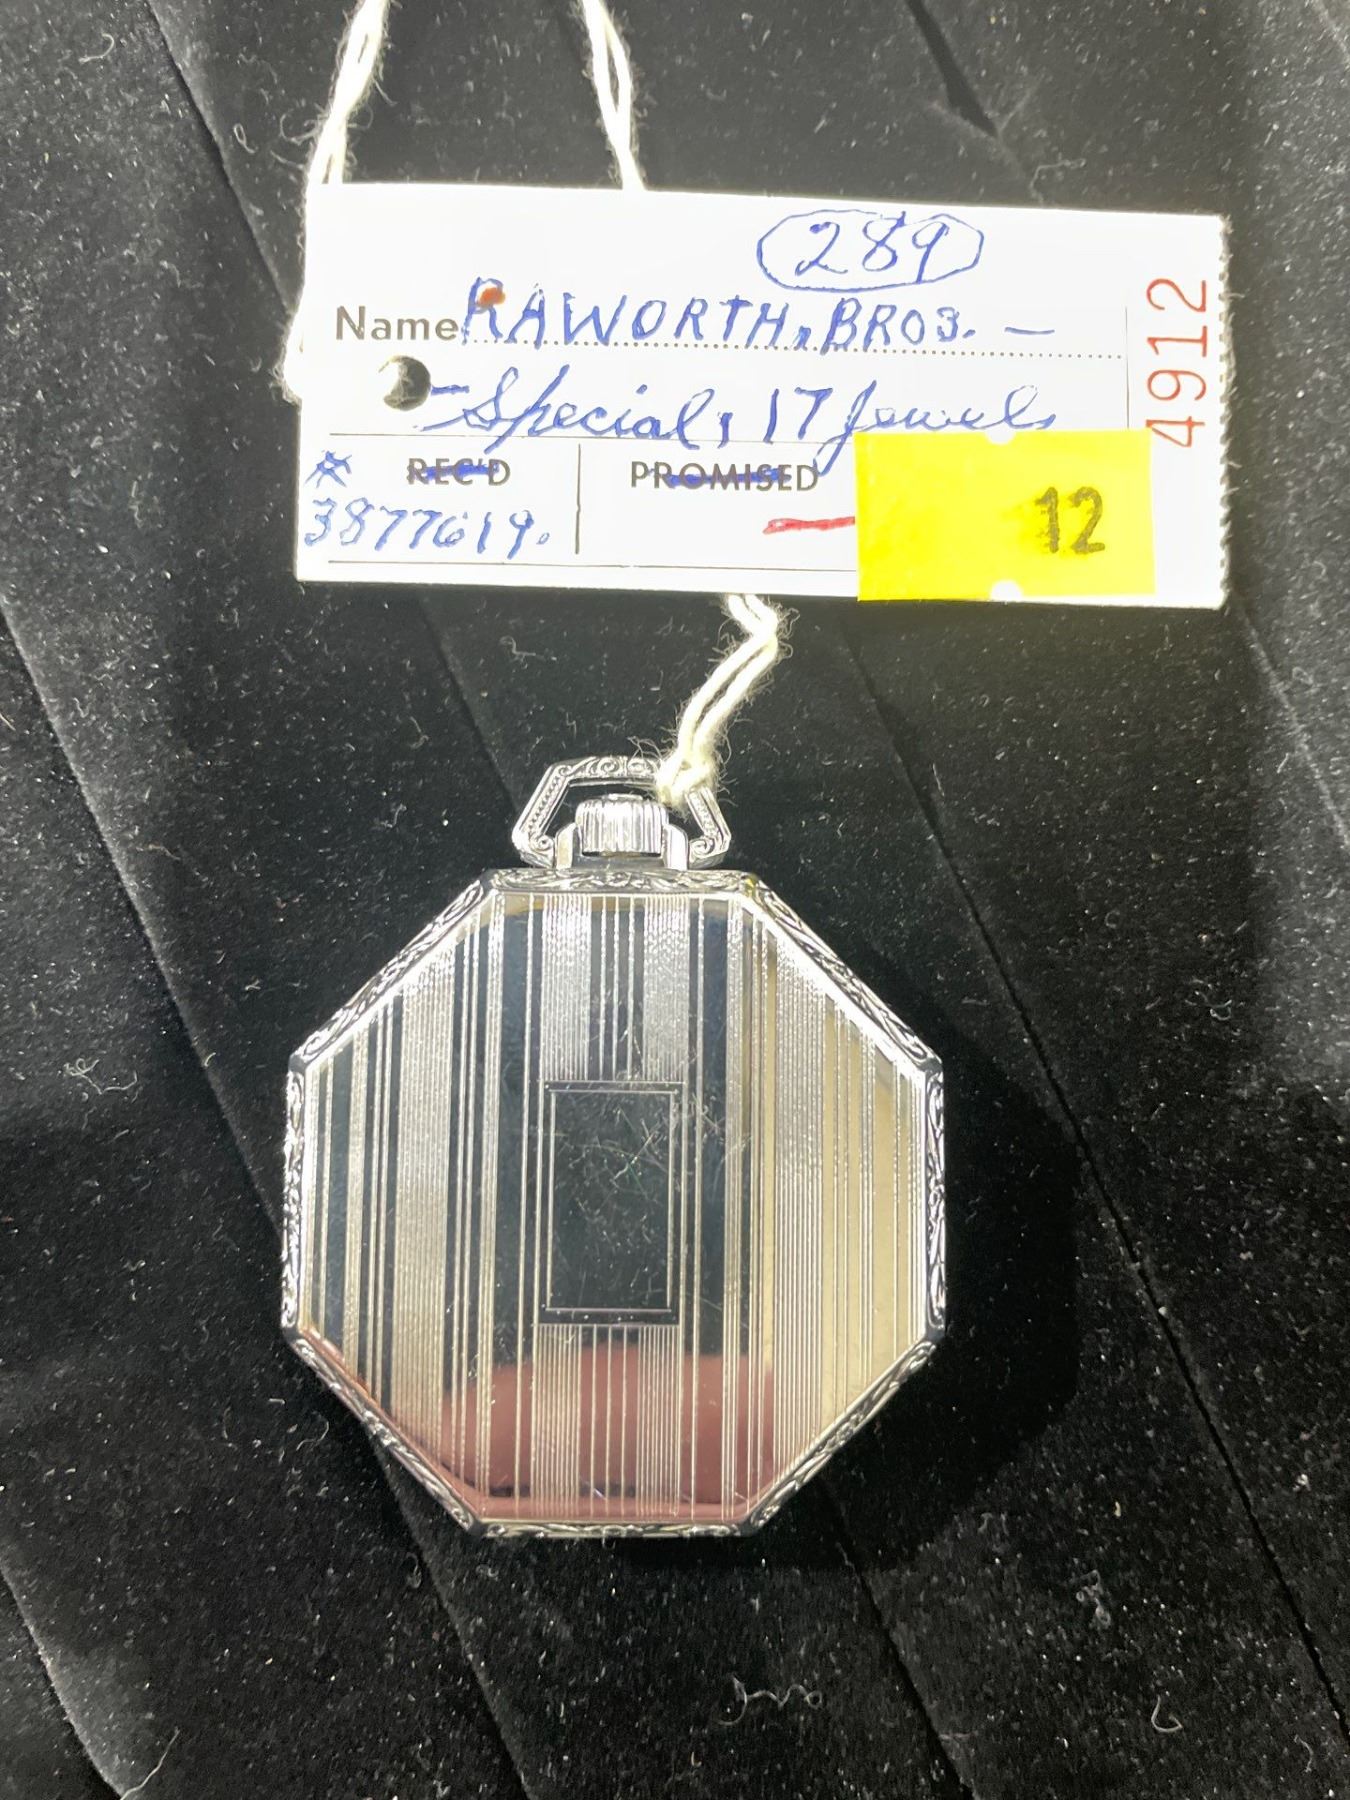 289
Name RAWORTH, BROS. —
-Special, 17 Jewels
# REC'D PROMISED
3877619. — 12
4912